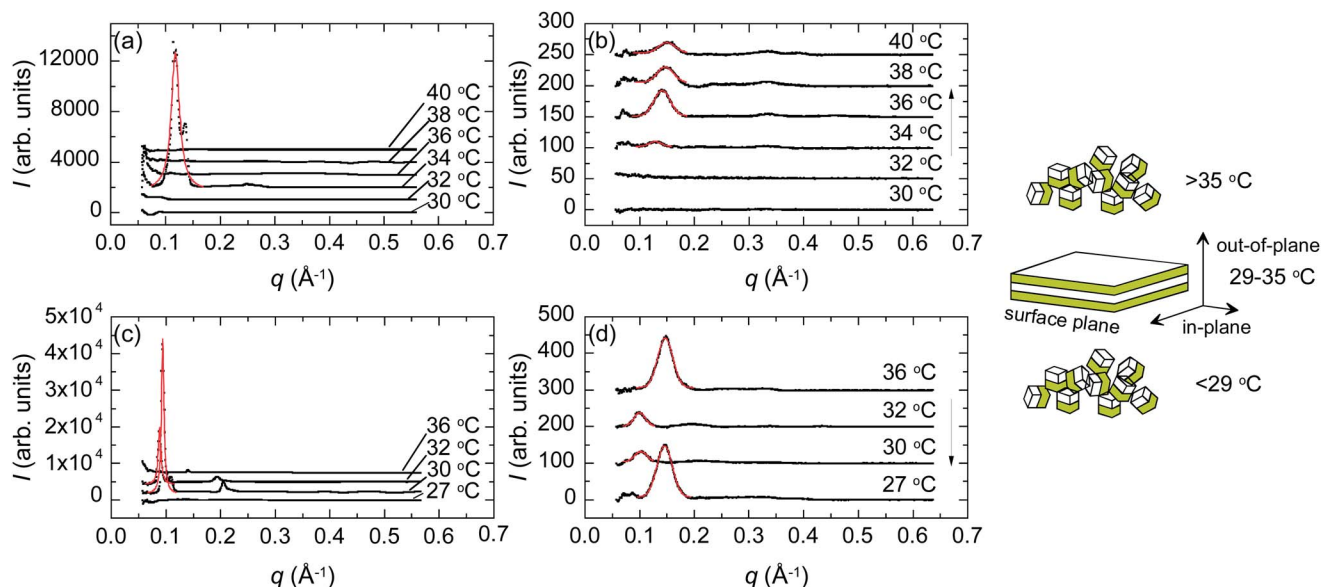 (a)
I (arb. units)
12000
8000
4000
0
40 °C
38 °C
36 °C
34 °C
32 °C
30 °C
0.0 0.1 0.2 0.3 0.4 0.5 0.6 0.7
q (Å⁻¹)
(b)
I (arb. units)
300
250
200
150
100
50
0
40 °C
38 °C
36 °C
34 °C
32 °C
30 °C
0.0 0.1 0.2 0.3 0.4 0.5 0.6 0.7
q (Å⁻¹)
(c)
I (arb. units)
5x10⁴
4x10⁴
3x10⁴
2x10⁴
1x10⁴
0
36 °C
32 °C
30 °C
27 °C
0.0 0.1 0.2 0.3 0.4 0.5 0.6 0.7
q (Å⁻¹)
(d)
I (arb. units)
500
400
300
200
100
0
36 °C
32 °C
30 °C
27 °C
0.0 0.1 0.2 0.3 0.4 0.5 0.6 0.7
q (Å⁻¹)
>35 °C
out-of-plane
29-35 °C
surface plane
in-plane
<29 °C